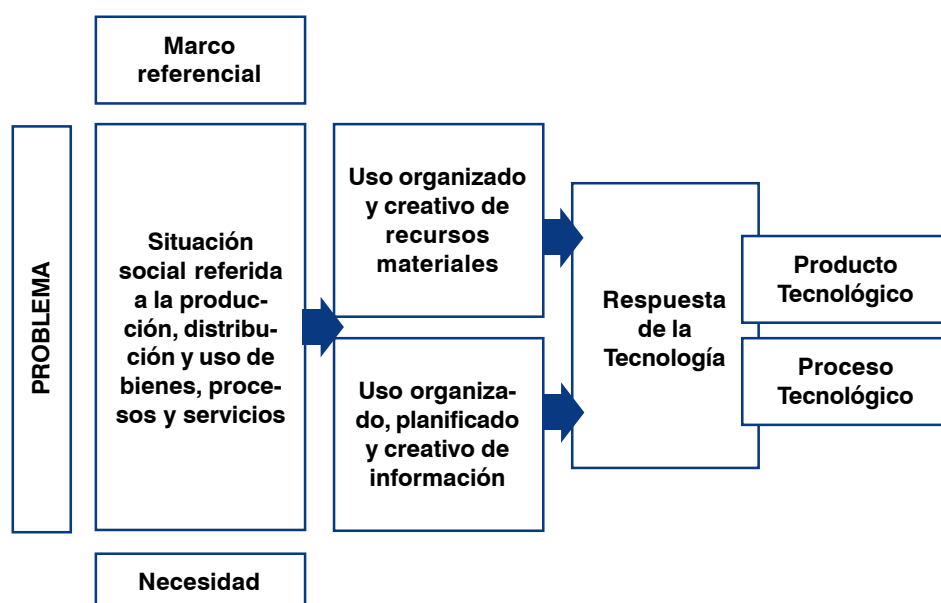 Marco
referencial
PROBLEMA
Situación
social referida
a la produc-
ción, distribu-
ción y uso de
bienes, proce-
sos y servicios
Uso organizado
y creativo de
recursos
materiales
Uso organiza-
do, planificado
y creativo de
información
Respuesta
de la
Tecnología
Producto
Tecnológico
Proceso
Tecnológico
Necesidad